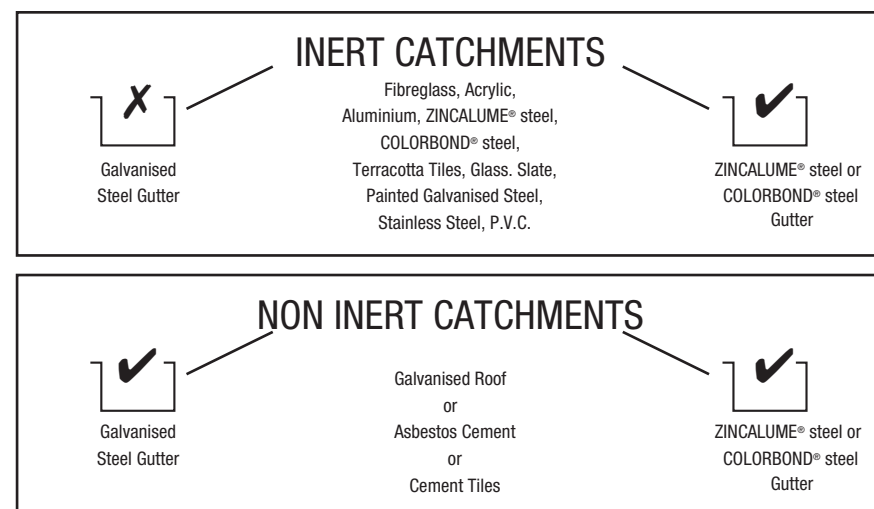 INERT CATCHMENTS
✗
Galvanised
Steel Gutter
Fibreglass, Acrylic,
Aluminium, ZINCALUME® steel,
COLORBOND® steel,
Terracotta Tiles, Glass. Slate,
Painted Galvanised Steel,
Stainless Steel, P.V.C.
✔
ZINCALUME® steel or
COLORBOND® steel
Gutter
NON INERT CATCHMENTS
✔
Galvanised
Steel Gutter
Galvanised Roof
or
Asbestos Cement
or
Cement Tiles
✔
ZINCALUME® steel or
COLORBOND® steel
Gutter